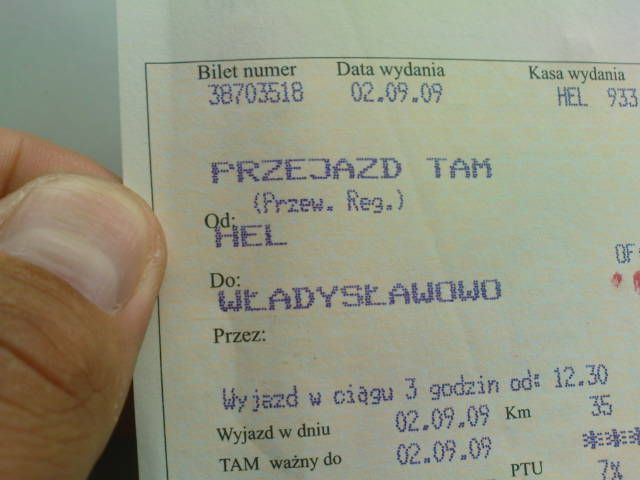 Bilet numer Data wydania Kasa wydania
38703518 02.09.09 HEL 933
PRZEJAZD TAM
(Przew. Reg.)
Od:
HEL
Do:
WŁADYSŁAWOWO
Przez:
Wyjazd w ciągu 3 godzin od: 12.30
Wyjazd w dniu 02.09.09 Km 35
TAM ważny do 02.09.09 ****
PTU 7%